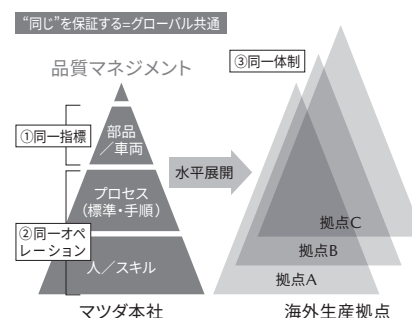 “同じ”を保証する=グローバル共通
品質マネジメント
③同一体制
①同一指標
部品
／車両
水平展開
プロセス
(標準・手順)
②同一オペ
レーション
人／スキル
拠点C
拠点B
拠点A
マツダ本社
海外生産拠点